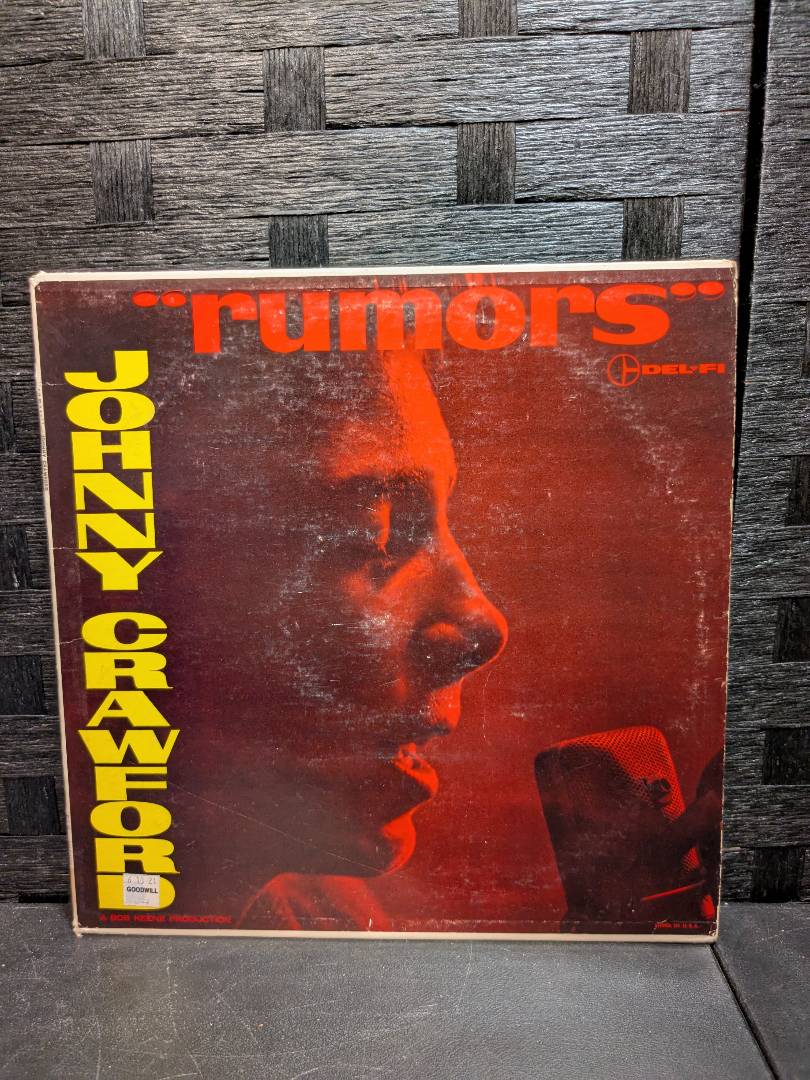 "rumors"
DEL-FI
JOHNNY CRAWFORD
GOODWILL
A BOB KEENE PRODUCTION